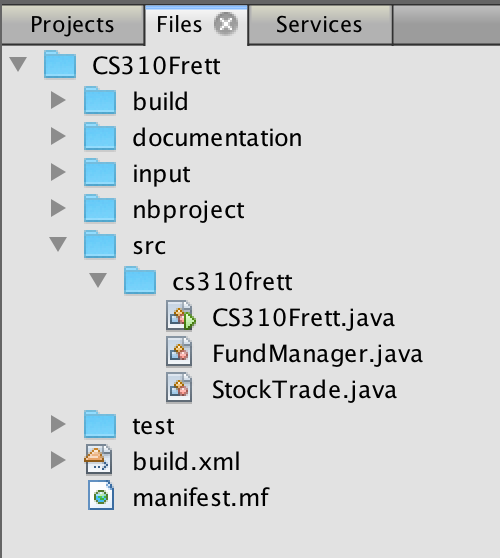 Projects Files Services
CS310Frett
build
documentation
input
nbproject
src
cs310frett
CS310Frett.java
FundManager.java
StockTrade.java
test
build.xml
manifest.mf